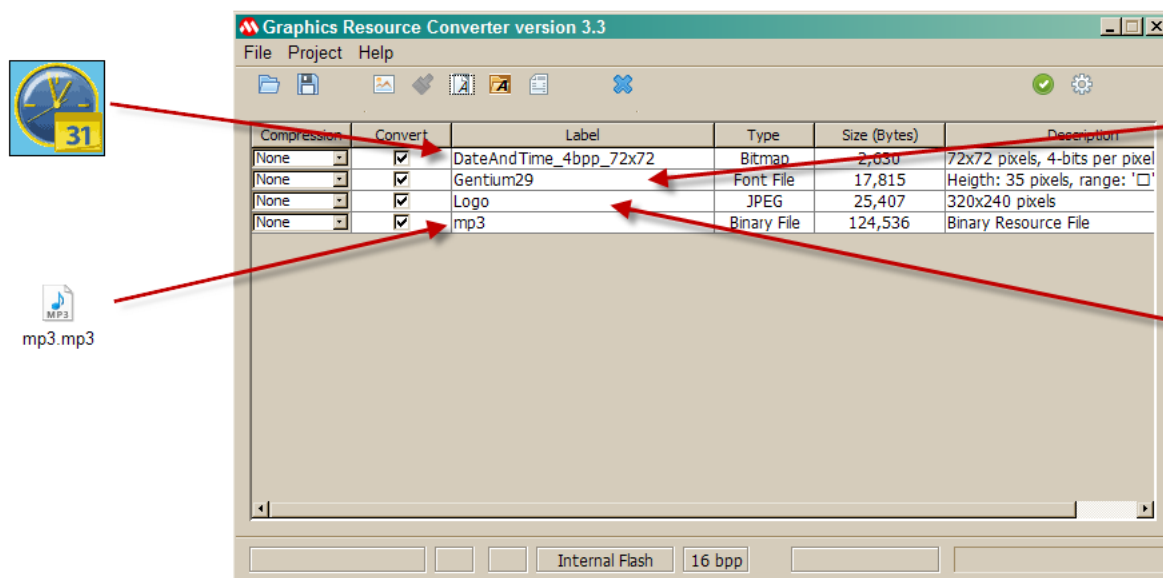 Graphics Resource Converter version 3.3
File Project Help
31
Compression Convert Label Type Size (Bytes) Description
None DateAndTime_4bpp_72x72 Bitmap 72x72 pixels, 4-bits per pixel
None Gentium29 Font File 17,815 Heigth: 35 pixels, range: '□'
None Logo JPEG 25,407 320x240 pixels
None mp3 Binary File 124,536 Binary Resource File
MP3
mp3.mp3
Internal Flash 16 bpp